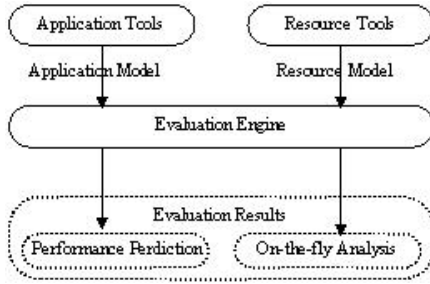 Application Tools
Resource Tools
Application Model
Resource Model
Evaluation Engine
Evaluation Results
Performance Perdiction
On-the-fly Analysis